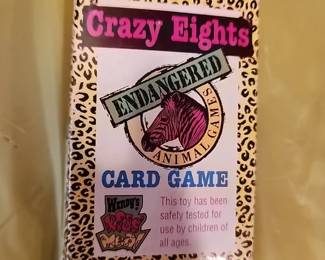 Crazy Eights
ENDANGERED
ANIMAL GAMES
CARD GAME
Wendy's
Kids'
Meal
This toy has been
safely tested for
use by children of
all ages.